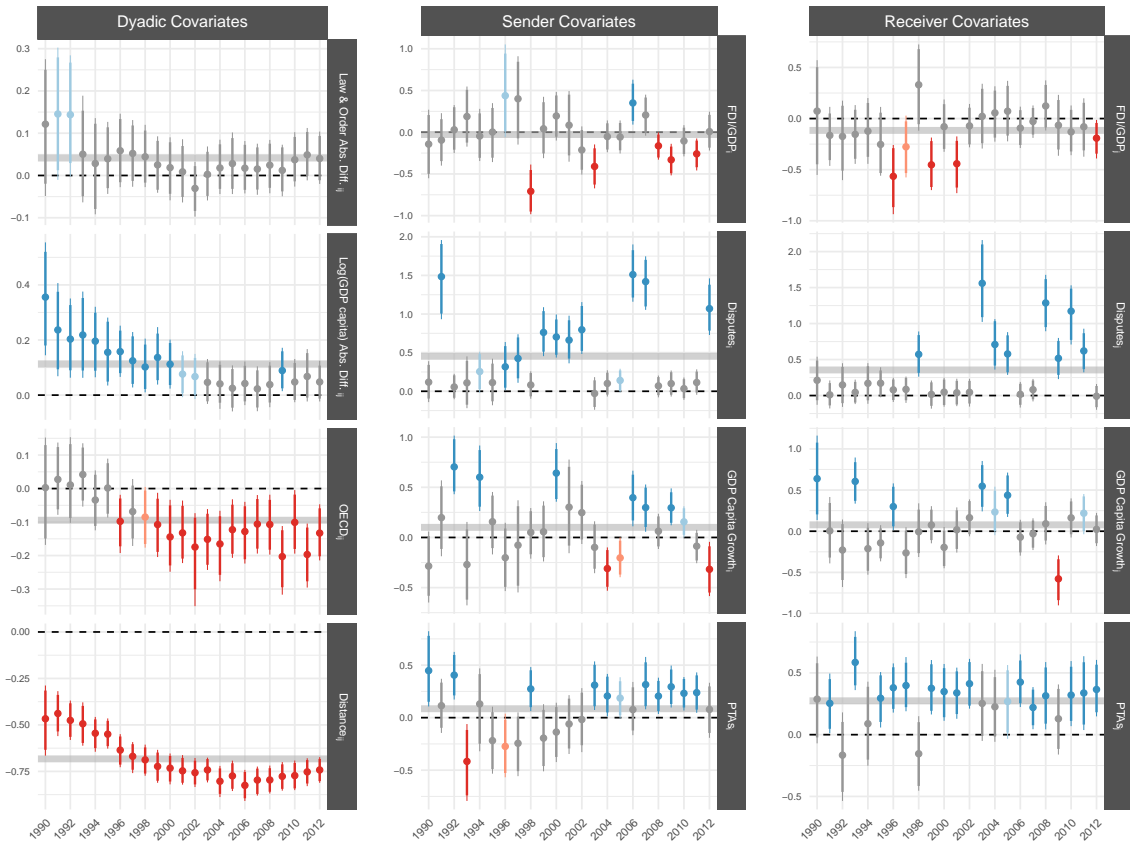 Dyadic Covariates
Sender Covariates
Receiver Covariates
0.3
0.2
0.1
0.0
−0.1
Law & Order Abs. Diff. ij
1.0
0.5
0.0
−0.5
−1.0
FDI/GDPi
0.5
0.0
−0.5
−1.0
FDI/GDPj
0.4
0.2
0.0
Log(GDP capita) Abs. Diff. ij
2.0
1.5
1.0
0.5
0.0
Disputesi
2.0
1.5
1.0
0.5
0.0
Disputesj
0.1
0.0
−0.1
−0.2
−0.3
OECDij
1.0
0.5
0.0
−0.5
GDP Capita Growthi
1.0
0.5
0.0
−0.5
−1.0
GDP Capita Growthj
0.00
−0.25
−0.50
−0.75
Distanceij
0.5
0.0
−0.5
PTAsi
0.5
0.0
−0.5
PTAsj
1990 1992 1994 1996 1998 2000 2002 2004 2006 2008 2010 2012
1990 1992 1994 1996 1998 2000 2002 2004 2006 2008 2010 2012
1990 1992 1994 1996 1998 2000 2002 2004 2006 2008 2010 2012